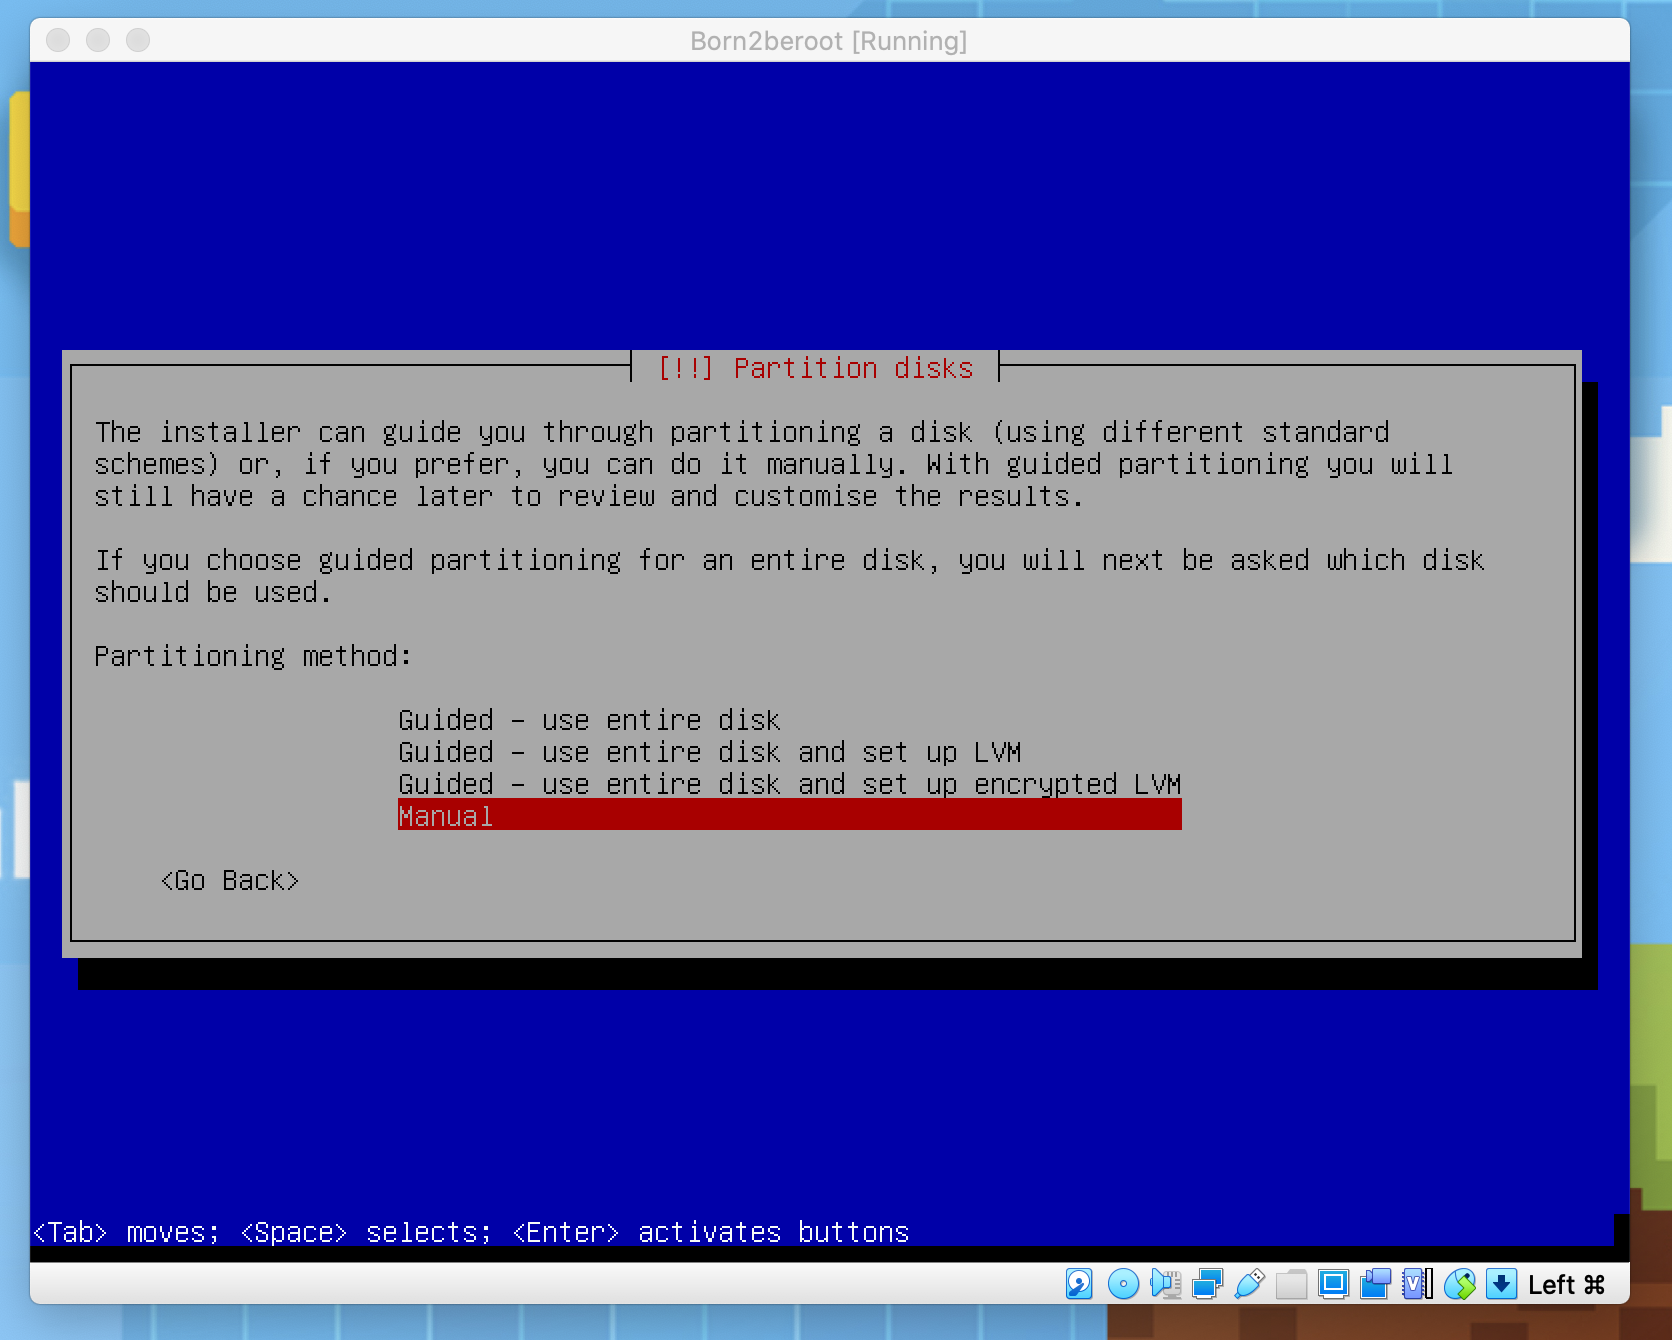 Born2beroot [Running]
[!!] Partition disks
The installer can guide you through partitioning a disk (using different standard
schemes) or, if you prefer, you can do it manually. With guided partitioning you will
still have a chance later to review and customise the results.
If you choose guided partitioning for an entire disk, you will next be asked which disk
should be used.
Partitioning method:
Guided - use entire disk
Guided - use entire disk and set up LVM
Guided - use entire disk and set up encrypted LVM
Manual
<Go Back>
<Tab> moves; <Space> selects; <Enter> activates buttons
Left ⌘